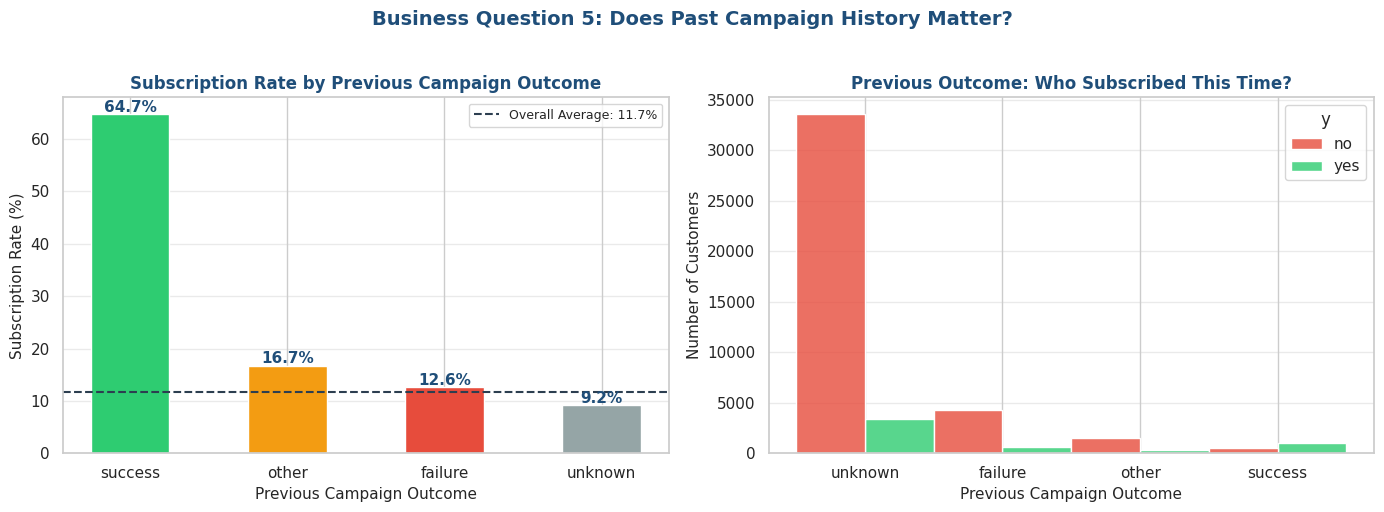 Business Question 5: Does Past Campaign History Matter?
Subscription Rate by Previous Campaign Outcome
Overall Average: 11.7%
64.7%
16.7%
12.6%
9.2%
60
50
40
30
20
10
0
Subscription Rate (%)
success other failure unknown
Previous Campaign Outcome
Previous Outcome: Who Subscribed This Time?
y
no
yes
35000
30000
25000
20000
15000
10000
5000
0
Number of Customers
unknown failure other success
Previous Campaign Outcome